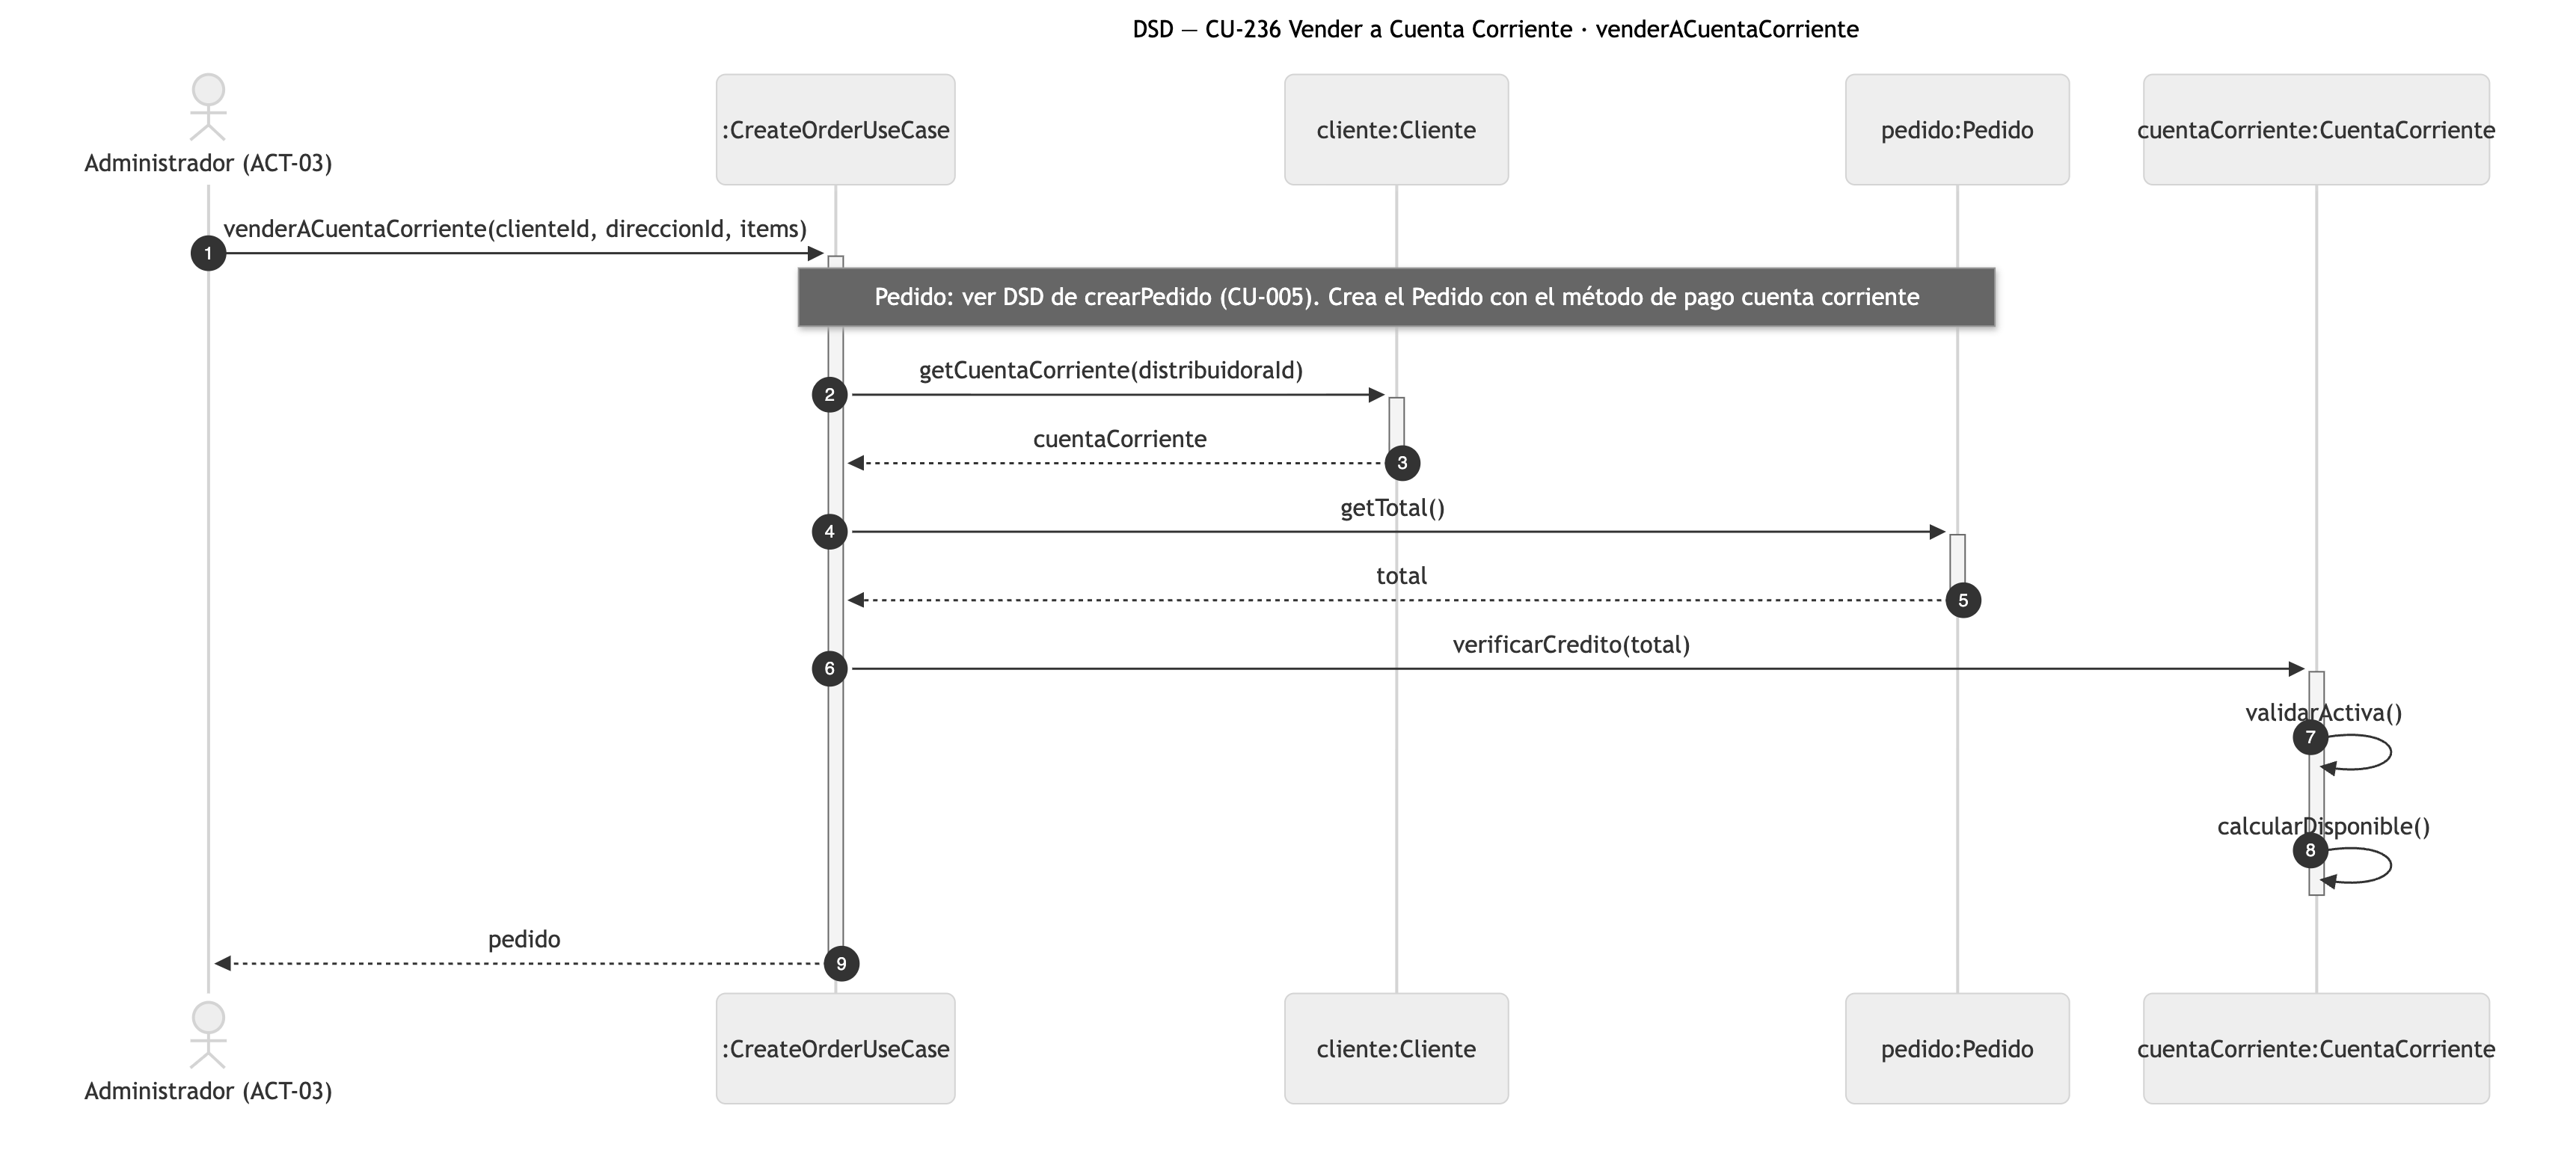 DSD — CU-236 Vender a Cuenta Corriente · venderACuentaCorriente
Administrador (ACT-03)
:CreateOrderUseCase
cliente:Cliente
pedido:Pedido
cuentaCorriente:CuentaCorriente
venderACuentaCorriente(clienteId, direccionId, items)
1
Pedido: ver DSD de crearPedido (CU-005). Crea el Pedido con el método de pago cuenta corriente
getCuentaCorriente(distribuidoraId)
2
cuentaCorriente
3
getTotal()
4
total
5
verificarCredito(total)
6
validarActiva()
7
calcularDisponible()
8
pedido
9
Administrador (ACT-03)
:CreateOrderUseCase
cliente:Cliente
pedido:Pedido
cuentaCorriente:CuentaCorriente